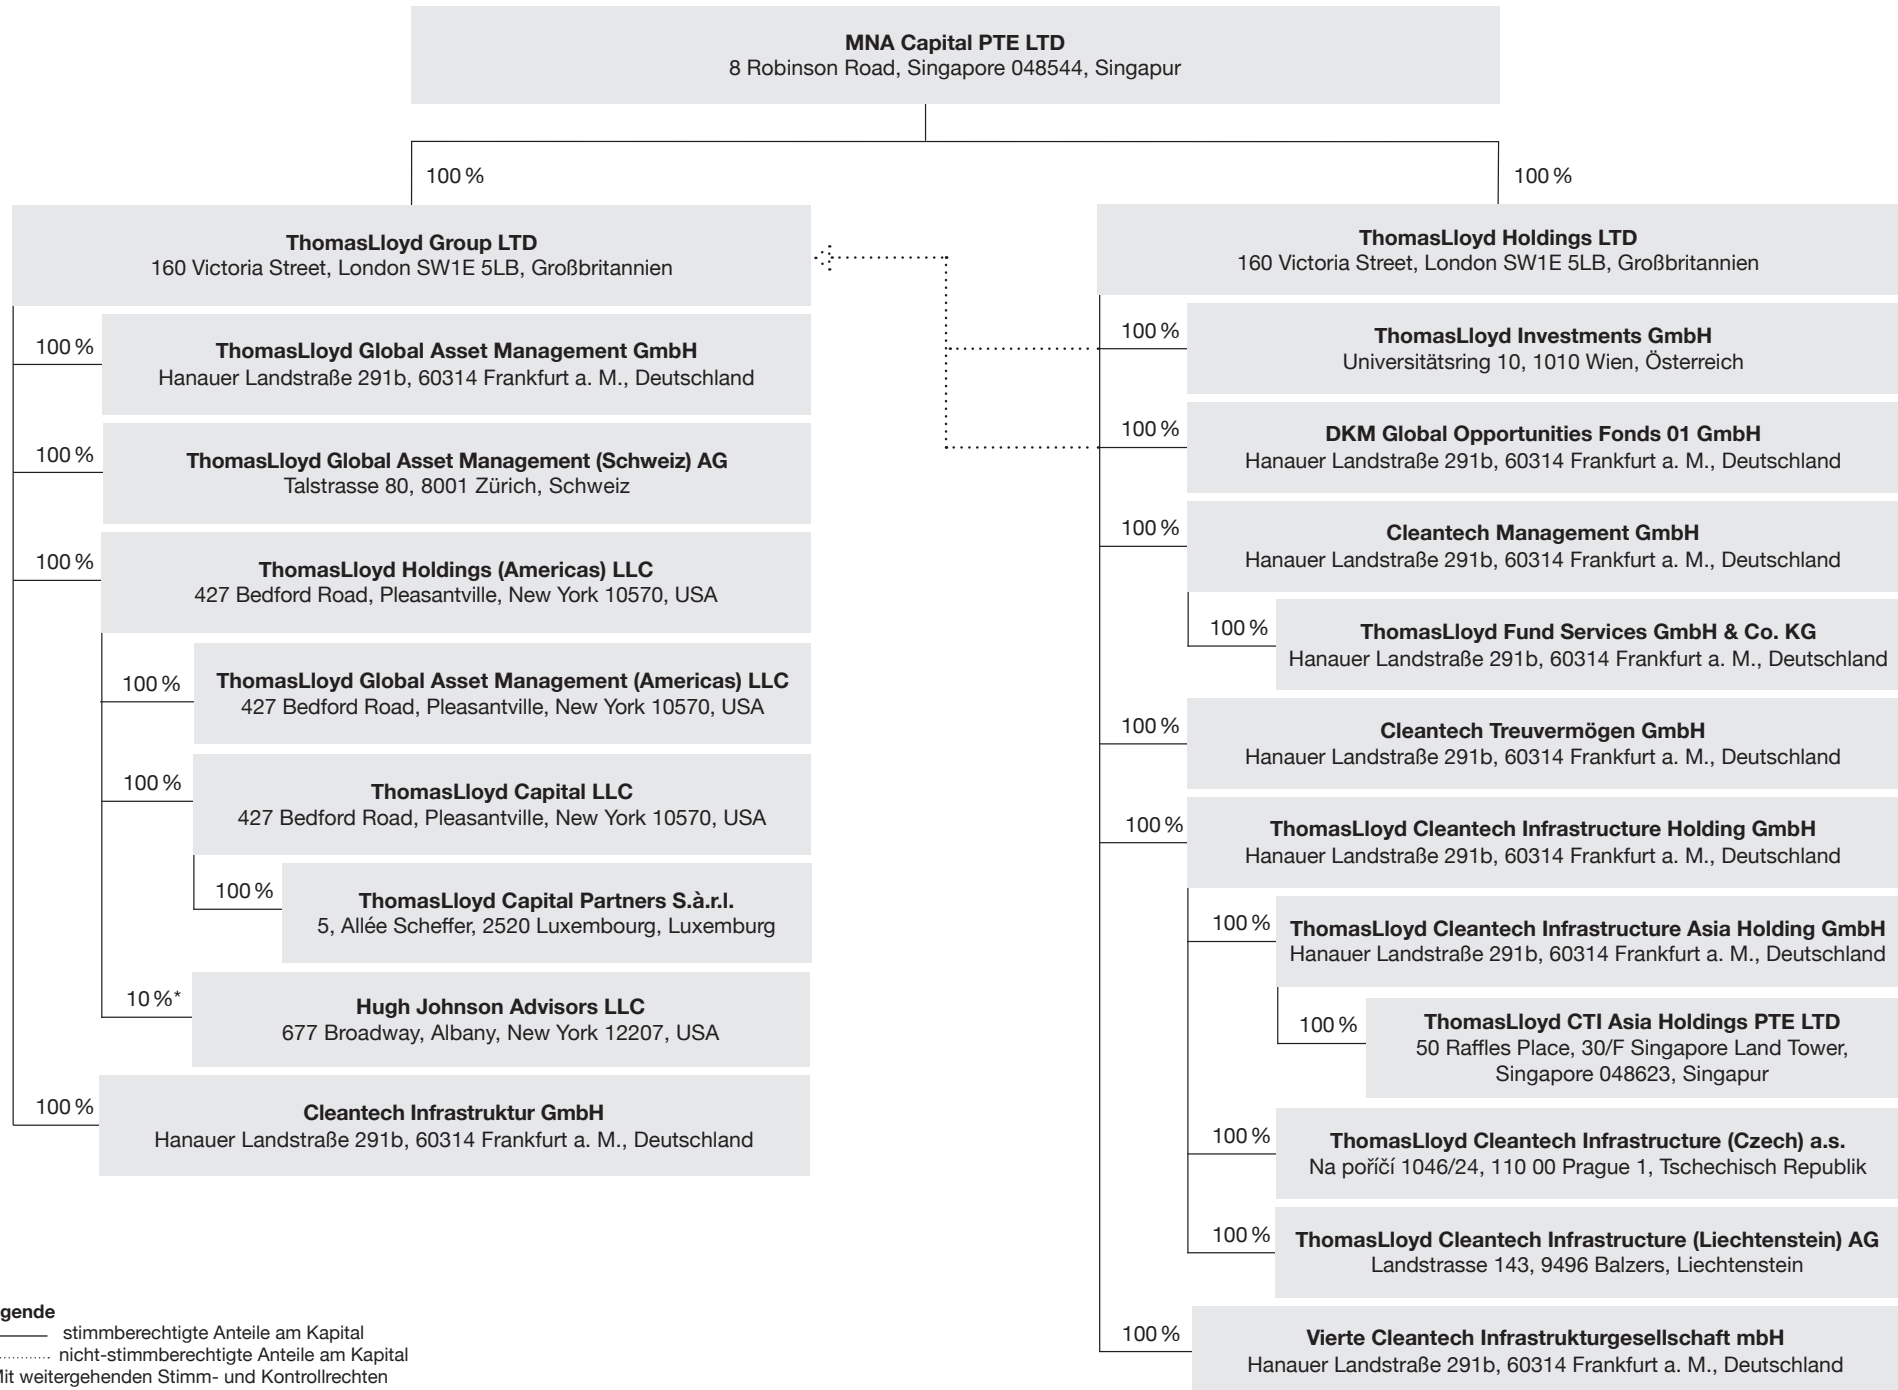 MNA Capital PTE LTD
8 Robinson Road, Singapore 048544, Singapur
100 %
100 %
ThomasLloyd Group LTD
160 Victoria Street, London SW1E 5LB, Großbritannien
100 %
ThomasLloyd Global Asset Management GmbH
Hanauer Landstraße 291b, 60314 Frankfurt a. M., Deutschland
100 %
ThomasLloyd Global Asset Management (Schweiz) AG
Talstrasse 80, 8001 Zürich, Schweiz
100 %
ThomasLloyd Holdings (Americas) LLC
427 Bedford Road, Pleasantville, New York 10570, USA
100 %
ThomasLloyd Global Asset Management (Americas) LLC
427 Bedford Road, Pleasantville, New York 10570, USA
100 %
ThomasLloyd Capital LLC
427 Bedford Road, Pleasantville, New York 10570, USA
100 %
ThomasLloyd Capital Partners S.à.r.l.
5, Allée Scheffer, 2520 Luxembourg, Luxemburg
10 %*
Hugh Johnson Advisors LLC
677 Broadway, Albany, New York 12207, USA
100 %
Cleantech Infrastruktur GmbH
Hanauer Landstraße 291b, 60314 Frankfurt a. M., Deutschland
ThomasLloyd Holdings LTD
160 Victoria Street, London SW1E 5LB, Großbritannien
100 %
ThomasLloyd Investments GmbH
Universitätsring 10, 1010 Wien, Österreich
100 %
DKM Global Opportunities Fonds 01 GmbH
Hanauer Landstraße 291b, 60314 Frankfurt a. M., Deutschland
100 %
Cleantech Management GmbH
Hanauer Landstraße 291b, 60314 Frankfurt a. M., Deutschland
100 %
ThomasLloyd Fund Services GmbH & Co. KG
Hanauer Landstraße 291b, 60314 Frankfurt a. M., Deutschland
100 %
Cleantech Treuvermögen GmbH
Hanauer Landstraße 291b, 60314 Frankfurt a. M., Deutschland
100 %
ThomasLloyd Cleantech Infrastructure Holding GmbH
Hanauer Landstraße 291b, 60314 Frankfurt a. M., Deutschland
100 %
ThomasLloyd Cleantech Infrastructure Asia Holding GmbH
Hanauer Landstraße 291b, 60314 Frankfurt a. M., Deutschland
100 %
ThomasLloyd CTI Asia Holdings PTE LTD
50 Raffles Place, 30/F Singapore Land Tower,
Singapore 048623, Singapur
100 %
ThomasLloyd Cleantech Infrastructure (Czech) a.s.
Na poříčí 1046/24, 110 00 Prague 1, Tschechisch Republik
100 %
ThomasLloyd Cleantech Infrastructure (Liechtenstein) AG
Landstrasse 143, 9496 Balzers, Liechtenstein
100 %
Vierte Cleantech Infrastrukturgesellschaft mbH
Hanauer Landstraße 291b, 60314 Frankfurt a. M., Deutschland
gende
stimmberechtigte Anteile am Kapital
nicht-stimmberechtigte Anteile am Kapital
Mit weitergehenden Stimm- und Kontrollrechten